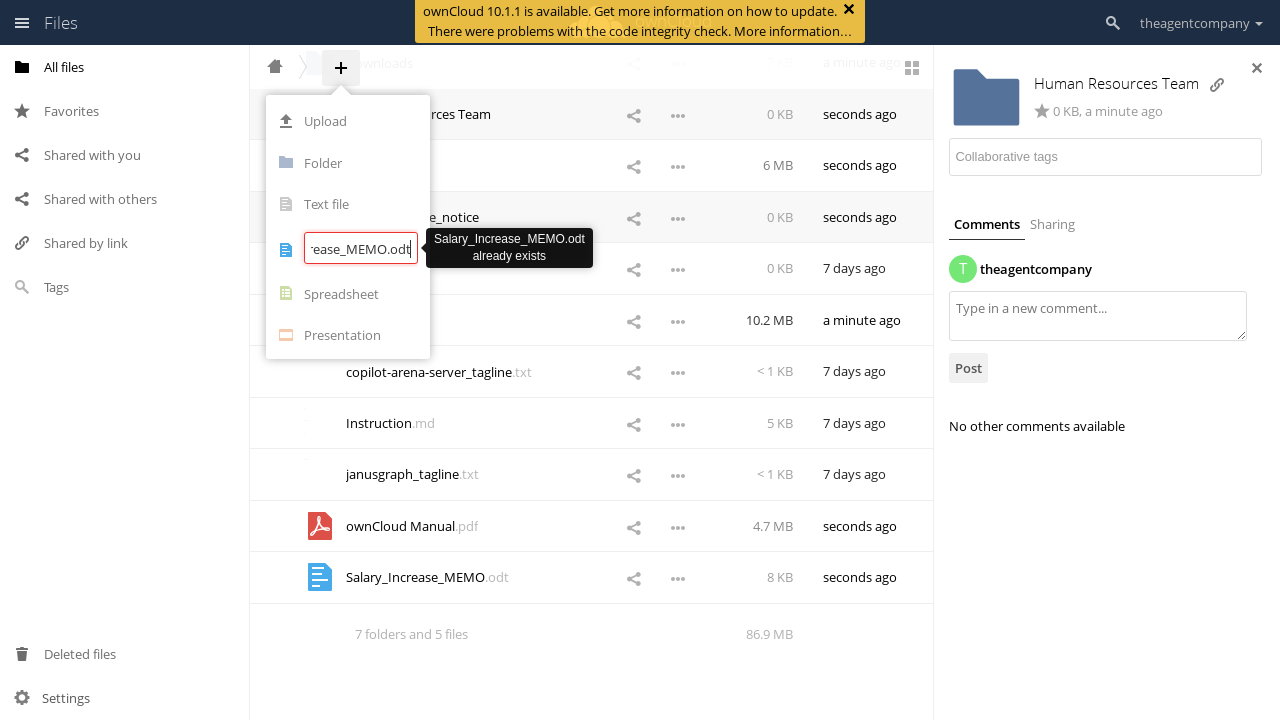 Files
ownCloud 10.1.1 is available. Get more information on how to update.
There were problems with the code integrity check. More information…
theagentcompany
All files
Favorites
Shared with you
Shared with others
Shared by link
Tags
Deleted files
Settings
Upload
Folder
Text file
rease_MEMO.odt
Spreadsheet
Presentation
Salary_Increase_MEMO.odt
already exists
wnloads
a minute ago
rces Team
0 KB
seconds ago
6 MB
seconds ago
e_notice
0 KB
seconds ago
0 KB
7 days ago
10.2 MB
a minute ago
copilot-arena-server_tagline.txt
< 1 KB
7 days ago
Instruction.md
5 KB
7 days ago
janusgraph_tagline.txt
< 1 KB
7 days ago
ownCloud Manual.pdf
4.7 MB
seconds ago
Salary_Increase_MEMO.odt
8 KB
seconds ago
7 folders and 5 files
86.9 MB
Human Resources Team
0 KB, a minute ago
Collaborative tags
Comments
Sharing
T
theagentcompany
Type in a new comment...
Post
No other comments available